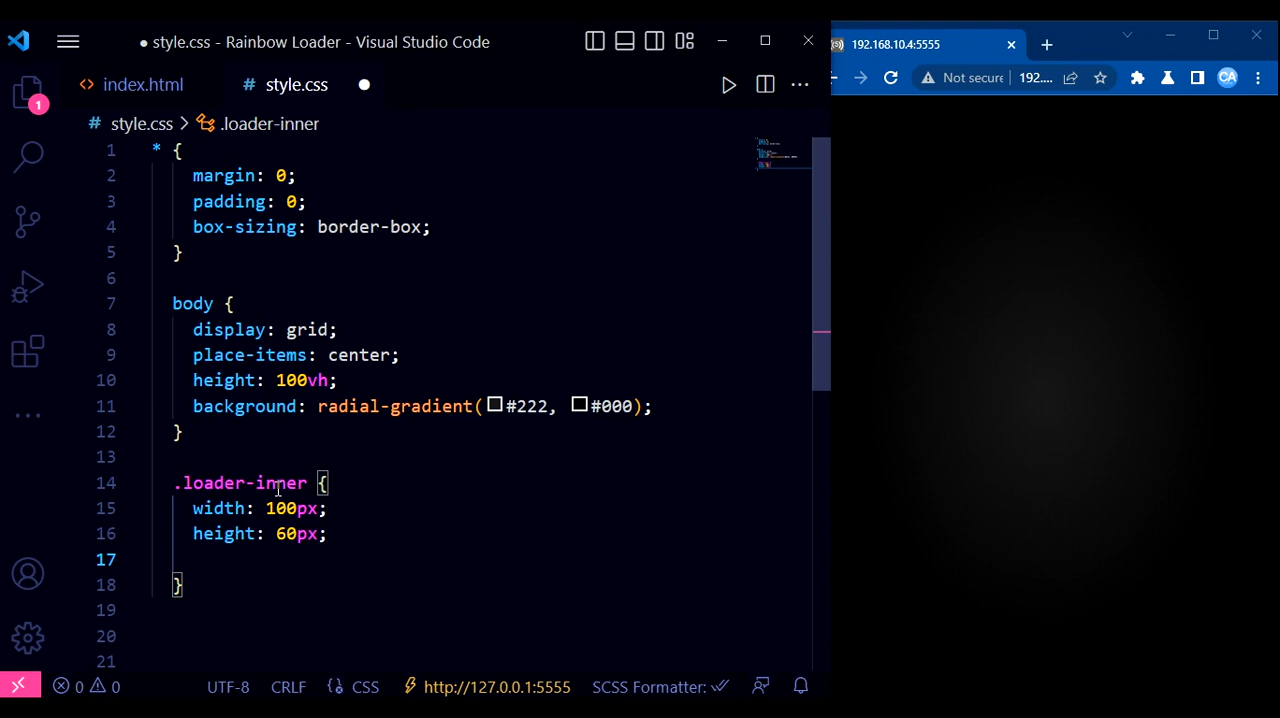 ● style.css - Rainbow Loader - Visual Studio Code
192.168.10.4:5555
1
<> index.html
# style.css ●
Not secure
192....
CA
# style.css > .loader-inner
1 * {
2 margin: 0;
3 padding: 0;
4 box-sizing: border-box;
5 }
6
7 body {
8 display: grid;
9 place-items: center;
10 height: 100vh;
11 background: radial-gradient(#222, #000);
12 }
13
14 .loader-inner {
15 width: 100px;
16 height: 60px;
17
18 }
19
20
21
0 0 UTF-8 CRLF CSS http://127.0.0.1:5555 SCSS Formatter: